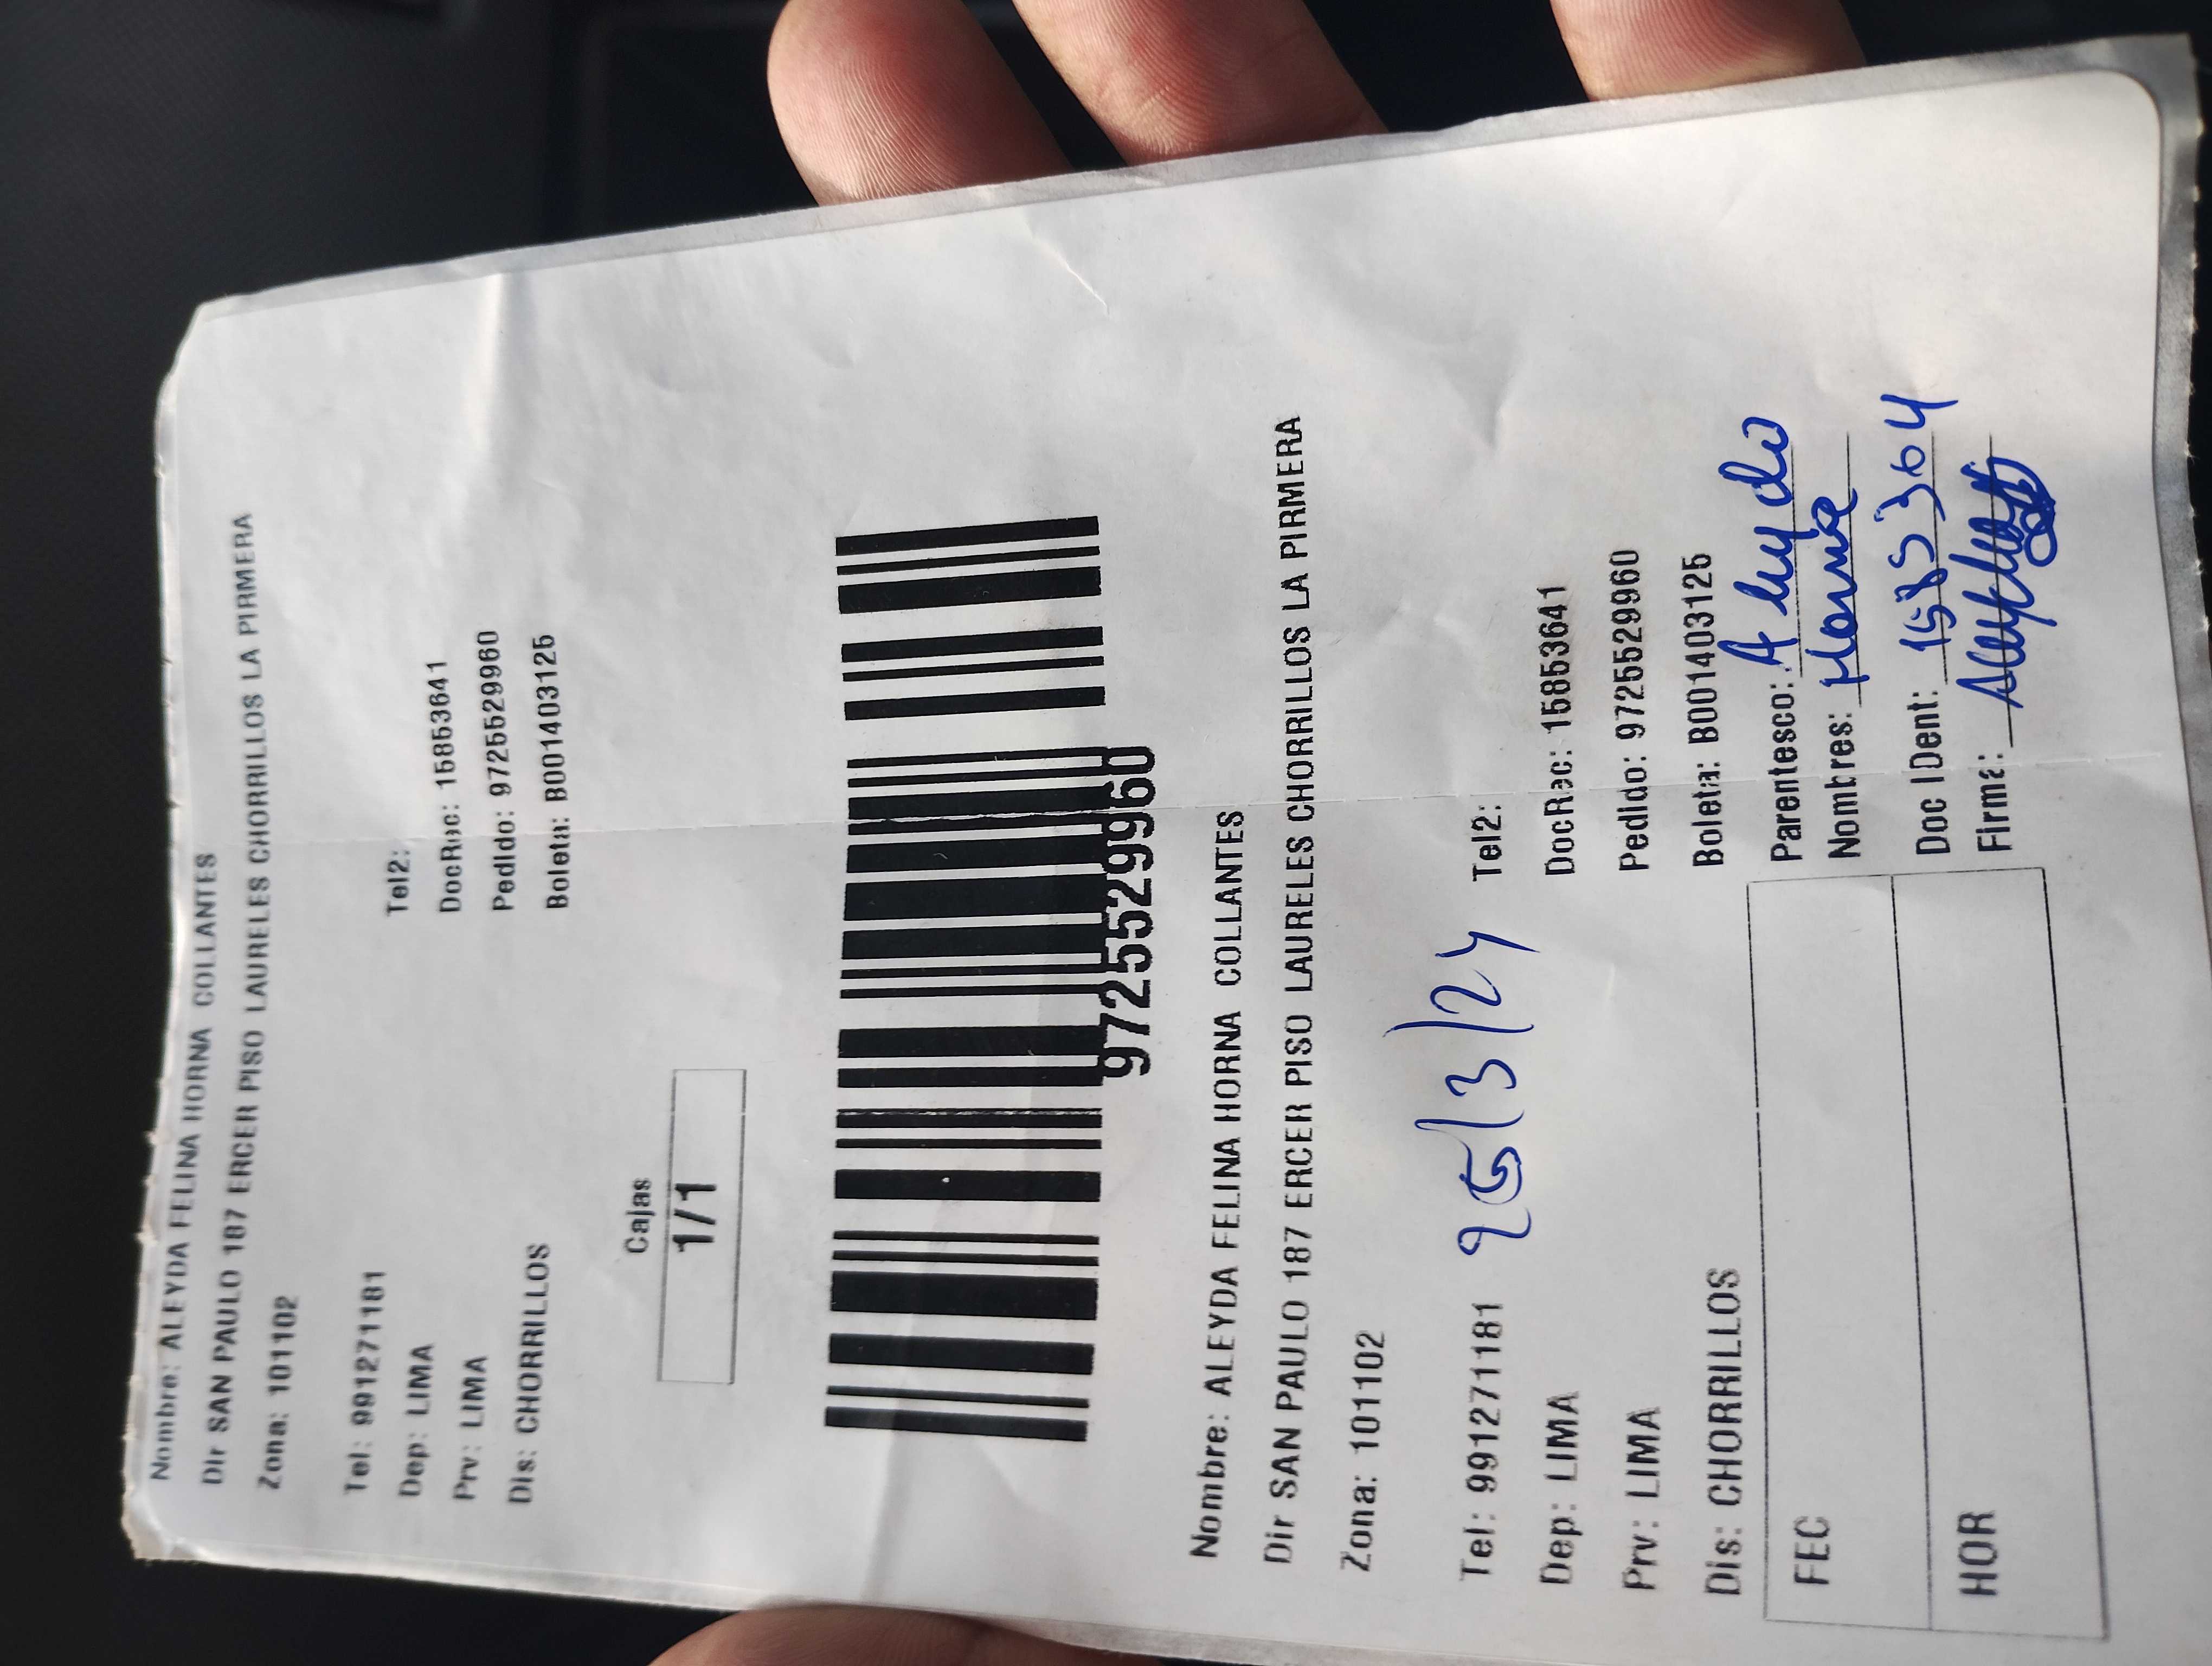 Nombre: ALEYDA FELINA HORNA COLLANTES
Dir SAN PAULO 187 ERCER PISO LAURELES CHORRILLOS LA PIRMERA
Zona: 101102
Tel: 991271181 Tel2:
Dep: LIMA DocRec: 15853641
Prv: LIMA Pedido: 9725529960
Dis: CHORRILLOS Boleta: B001403125
Cajas
1/1
9725529960
Nombre: ALEYDA FELINA HORNA COLLANTES
Dir SAN PAULO 187 ERCER PISO LAURELES CHORRILLOS LA PIRMERA
Zona: 101102
Tel: 991271181 26/3/24 Tel2:
Dep: LIMA DocRec: 15853641
Prv: LIMA Pedido: 9725529960
Dis: CHORRILLOS Boleta: B001403125
FEC
HOR
Parentesco: Aleyda
Nombres: Horna
Doc IDent:
Firma: